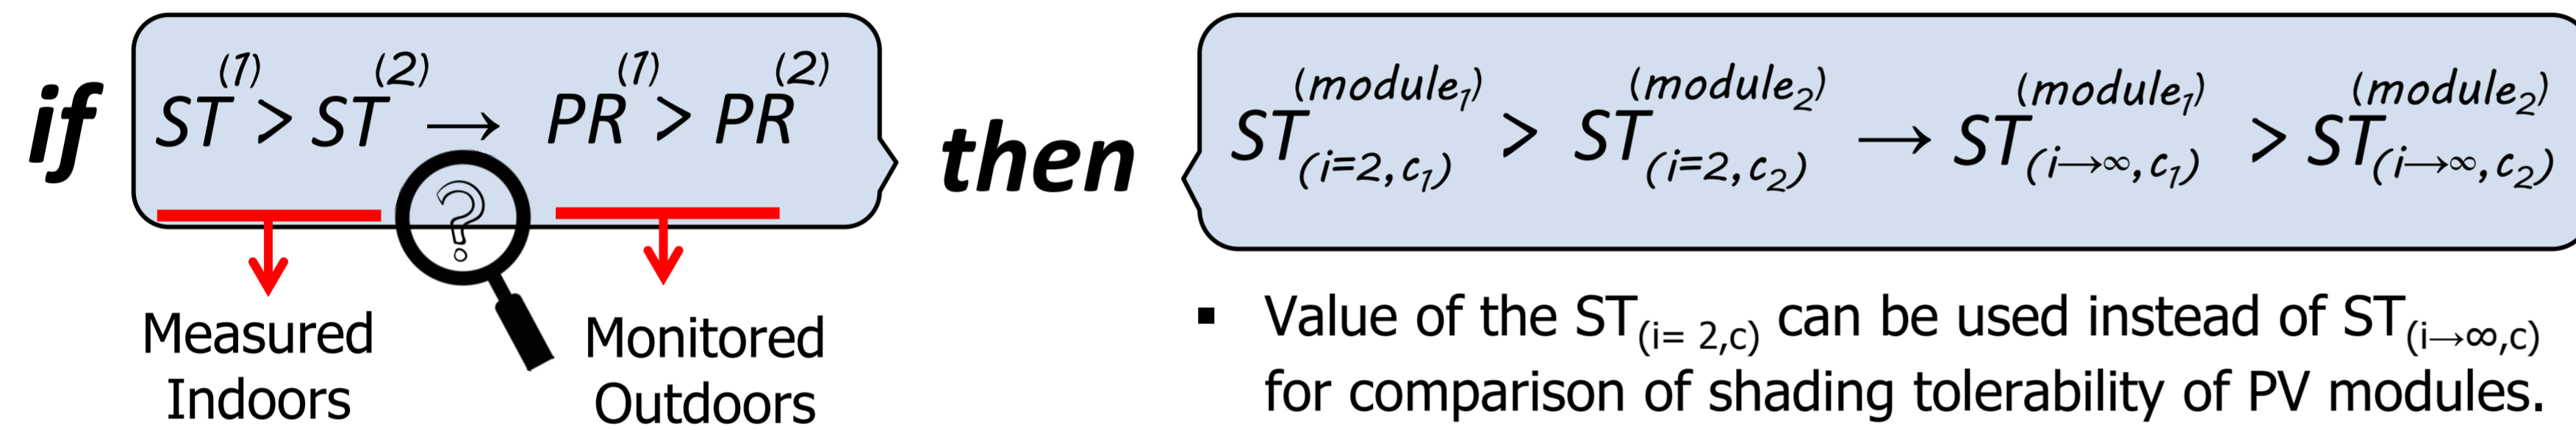 if ST⁽¹⁾ > ST⁽²⁾ → PR⁽¹⁾ > PR⁽²⁾ then ST₍ᵢ₌₂,c₁₎^(module₁) > ST₍ᵢ₌₂,c₂₎^(module₂) → ST₍ᵢ→∞,c₁₎^(module₁) > ST₍ᵢ→∞,c₂₎^(module₂)
?
Measured
Indoors
Monitored
Outdoors
▪ Value of the ST(i= 2,c) can be used instead of ST(i→∞,c)
for comparison of shading tolerability of PV modules.